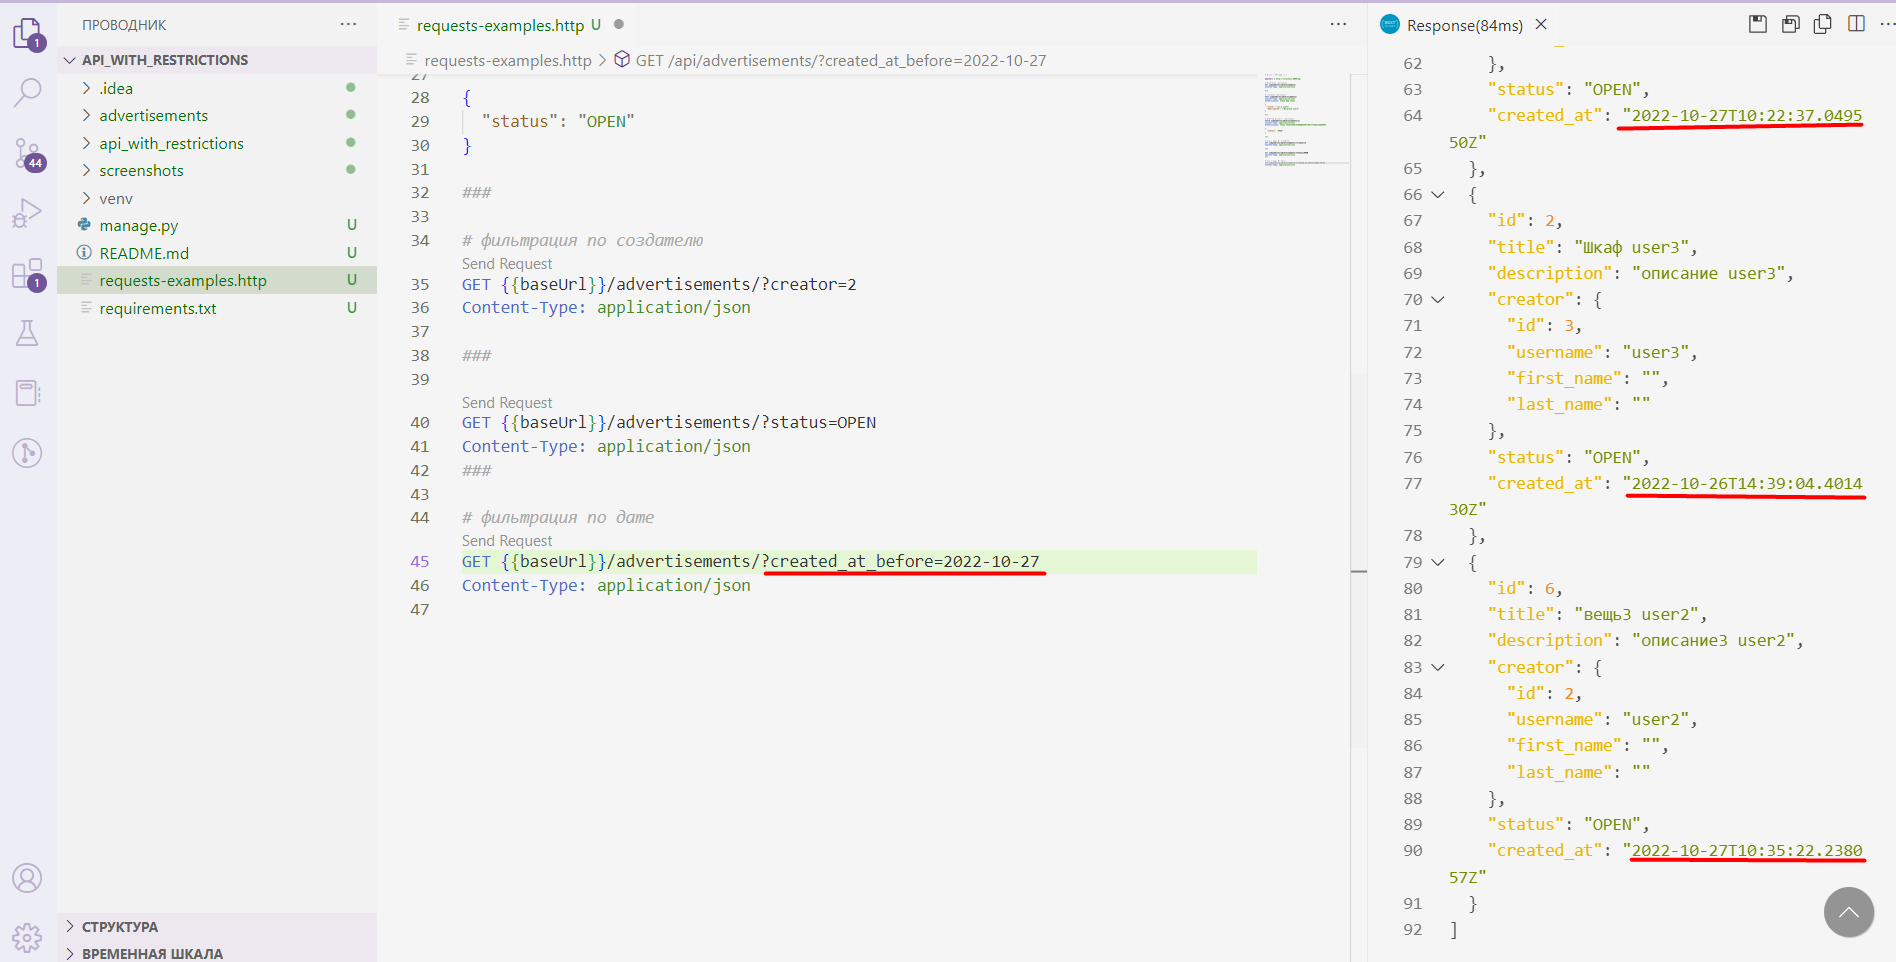 ПРОВОДНИК ···
API_WITH_RESTRICTIONS
.idea
advertisements
api_with_restrictions
screenshots
venv
manage.py U
README.md U
requests-examples.http U
requirements.txt U
СТРУКТУРА
ВРЕМЕННАЯ ШКАЛА
1
44
1
requests-examples.http U
requests-examples.http > GET /api/advertisements/?created_at_before=2022-10-27
27
28 {
29 "status": "OPEN"
30 }
31
32 ###
33
34 # фильтрация по создателю
Send Request
35 GET {{baseUrl}}/advertisements/?creator=2
36 Content-Type: application/json
37
38 ###
39
Send Request
40 GET {{baseUrl}}/advertisements/?status=OPEN
41 Content-Type: application/json
42 ###
43
44 # фильтрация по дате
Send Request
45 GET {{baseUrl}}/advertisements/?created_at_before=2022-10-27
46 Content-Type: application/json
47
Response(84ms)
62 },
63 "status": "OPEN",
64 "created_at": "2022-10-27T10:22:37.0495
50Z"
65 },
66 {
67 "id": 2,
68 "title": "Шкаф user3",
69 "description": "описание user3",
70 "creator": {
71 "id": 3,
72 "username": "user3",
73 "first_name": "",
74 "last_name": ""
75 },
76 "status": "OPEN",
77 "created_at": "2022-10-26T14:39:04.4014
30Z"
78 },
79 {
80 "id": 6,
81 "title": "вещь3 user2",
82 "description": "описание3 user2",
83 "creator": {
84 "id": 2,
85 "username": "user2",
86 "first_name": "",
87 "last_name": ""
88 },
89 "status": "OPEN",
90 "created_at": "2022-10-27T10:35:22.2380
57Z"
91 }
92 ]